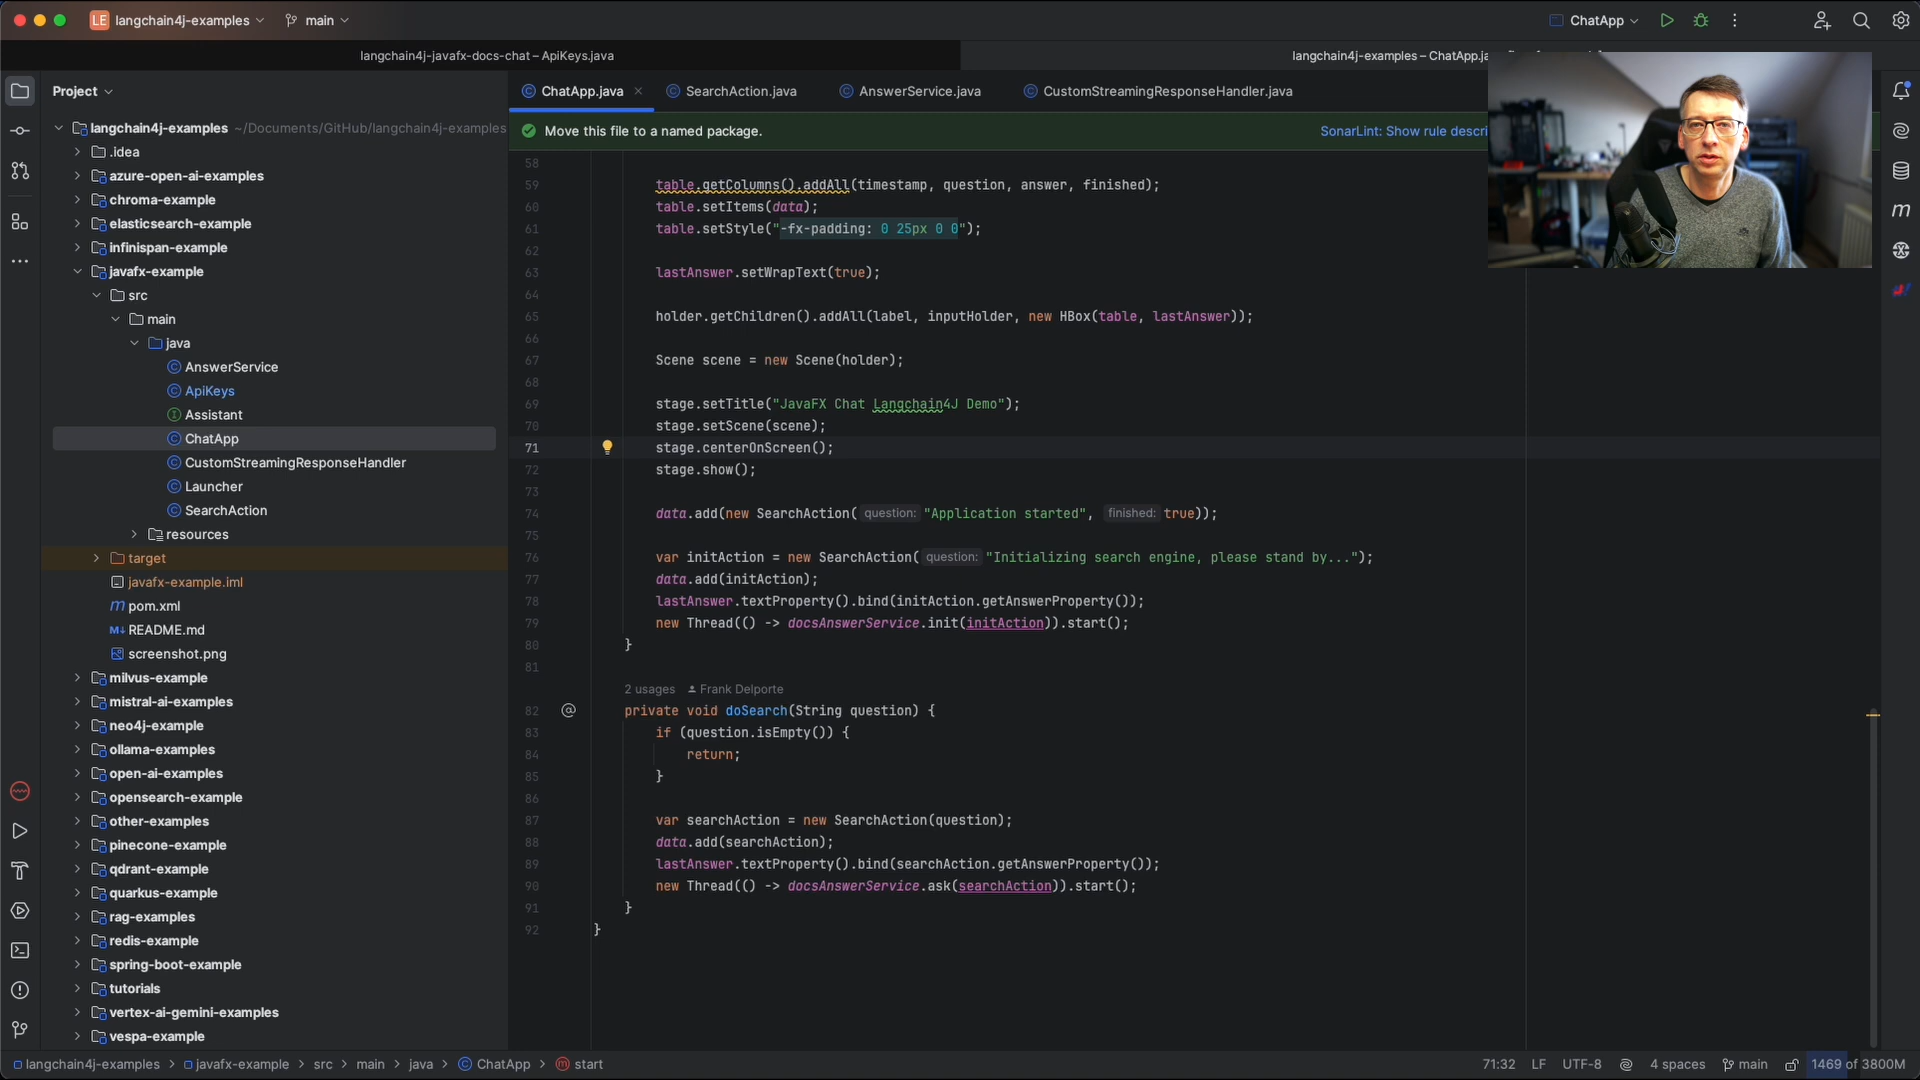 LE langchain4j-examples main
ChatApp
langchain4j-javafx-docs-chat – ApiKeys.java
langchain4j-examples – ChatApp.ja
Project
langchain4j-examples ~/Documents/GitHub/langchain4j-examples
.idea
azure-open-ai-examples
chroma-example
elasticsearch-example
infinispan-example
javafx-example
src
main
java
AnswerService
ApiKeys
Assistant
ChatApp
CustomStreamingResponseHandler
Launcher
SearchAction
resources
target
javafx-example.iml
pom.xml
README.md
screenshot.png
milvus-example
mistral-ai-examples
neo4j-example
ollama-examples
open-ai-examples
opensearch-example
other-examples
pinecone-example
qdrant-example
quarkus-example
rag-examples
redis-example
spring-boot-example
tutorials
vertex-ai-gemini-examples
vespa-example
ChatApp.java SearchAction.java AnswerService.java CustomStreamingResponseHandler.java
Move this file to a named package. SonarLint: Show rule descri
58
59 table.getColumns().addAll(timestamp, question, answer, finished);
60 table.setItems(data);
61 table.setStyle("-fx-padding: 0 25px 0 0");
62
63 lastAnswer.setWrapText(true);
64
65 holder.getChildren().addAll(label, inputHolder, new HBox(table, lastAnswer));
66
67 Scene scene = new Scene(holder);
68
69 stage.setTitle("JavaFX Chat Langchain4J Demo");
70 stage.setScene(scene);
71 stage.centerOnScreen();
72 stage.show();
73
74 data.add(new SearchAction( question: "Application started", finished: true));
75
76 var initAction = new SearchAction( question: "Initializing search engine, please stand by...");
77 data.add(initAction);
78 lastAnswer.textProperty().bind(initAction.getAnswerProperty());
79 new Thread(() -> docsAnswerService.init(initAction)).start();
80 }
81
2 usages Frank Delporte
82 private void doSearch(String question) {
83 if (question.isEmpty()) {
84 return;
85 }
86
87 var searchAction = new SearchAction(question);
88 data.add(searchAction);
89 lastAnswer.textProperty().bind(searchAction.getAnswerProperty());
90 new Thread(() -> docsAnswerService.ask(searchAction)).start();
91 }
92 }
langchain4j-examples > javafx-example > src > main > java > ChatApp > start
71:32 LF UTF-8 4 spaces main 1469 of 3800M